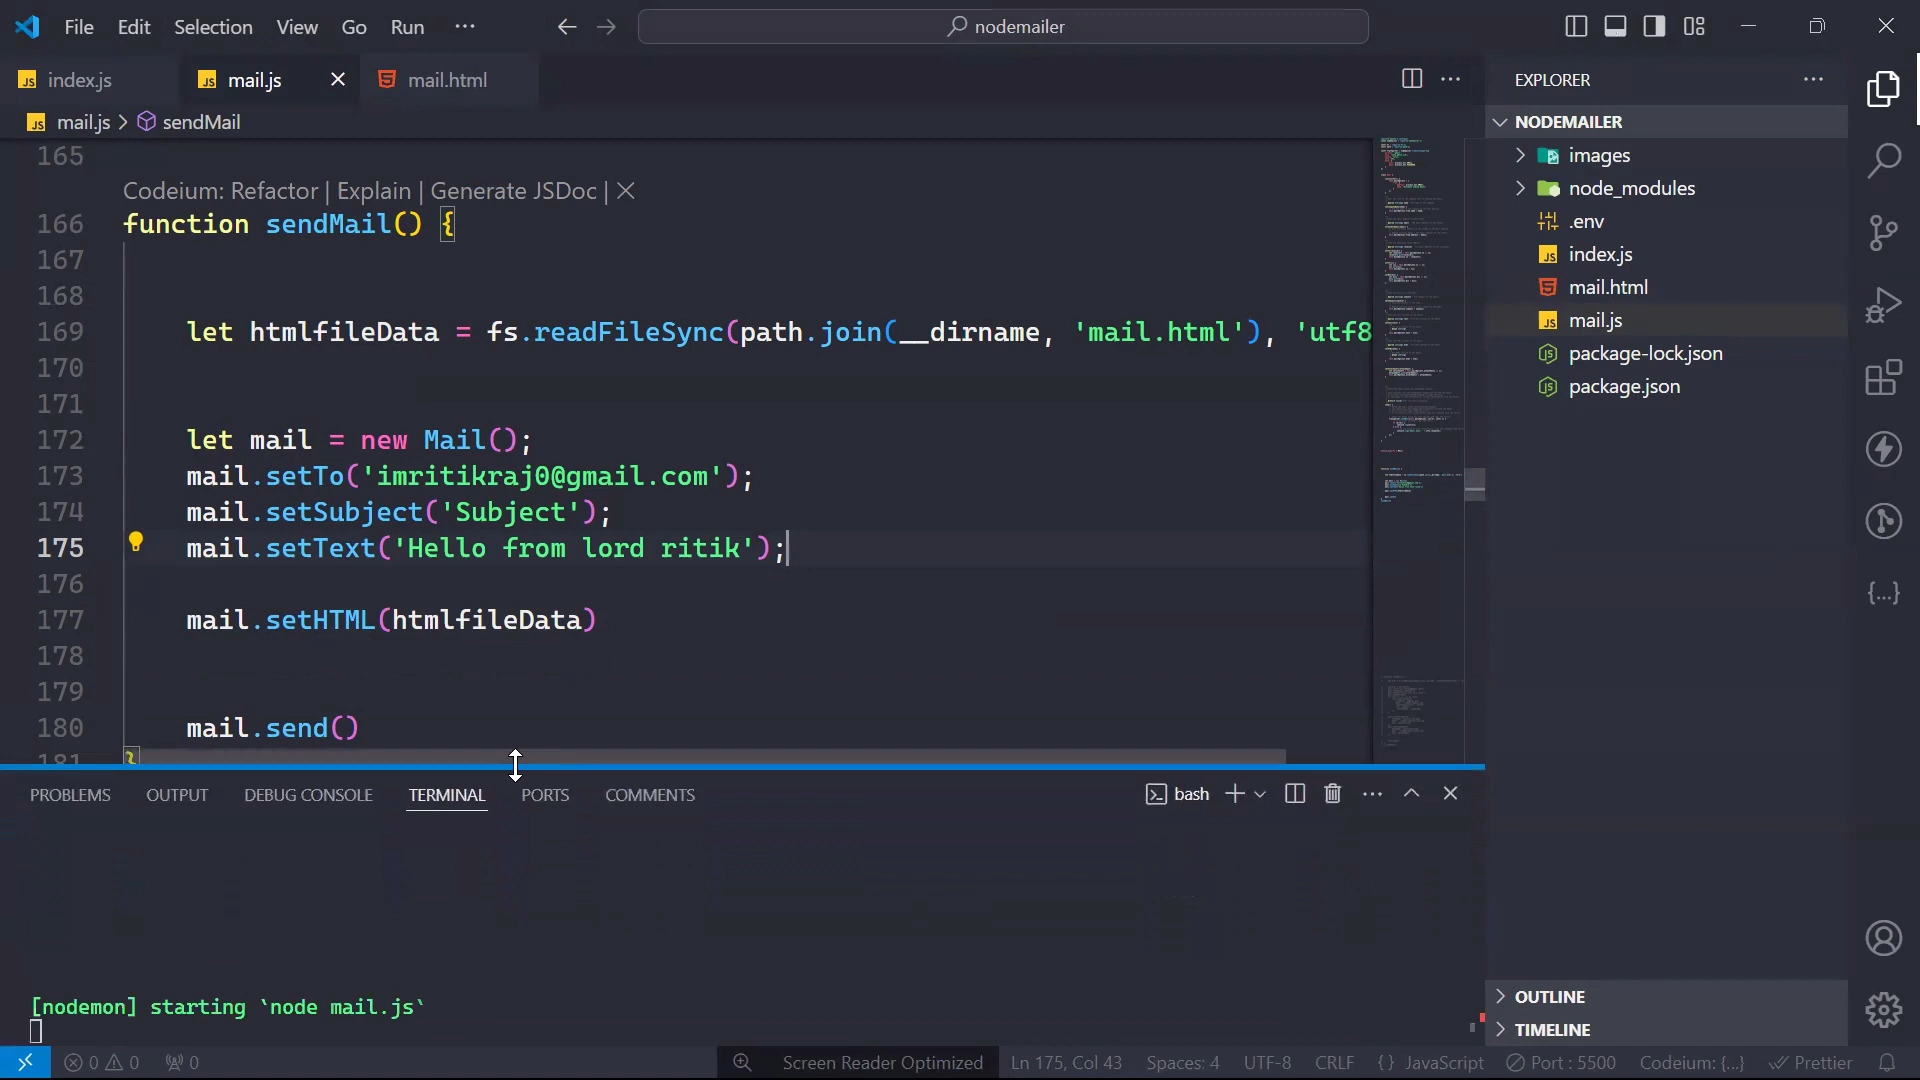 File Edit Selection View Go Run ···
nodemailer
index.js
mail.js
mail.html
mail.js > sendMail
165
Codeium: Refactor | Explain | Generate JSDoc | ✕
166 function sendMail() {
167
168
169 let htmlfileData = fs.readFileSync(path.join(__dirname, 'mail.html'), 'utf8
170
171
172 let mail = new Mail();
173 mail.setTo('imritikraj0@gmail.com');
174 mail.setSubject('Subject');
175 mail.setText('Hello from lord ritik');
176
177 mail.setHTML(htmlfileData)
178
179
180 mail.send()
181 }
PROBLEMS OUTPUT DEBUG CONSOLE TERMINAL PORTS COMMENTS
bash
[nodemon] starting `node mail.js`
EXPLORER
NODEMAILER
images
node_modules
.env
index.js
mail.html
mail.js
package-lock.json
package.json
OUTLINE
TIMELINE
0 0 0
Screen Reader Optimized
Ln 175, Col 43
Spaces: 4
UTF-8
CRLF
{ } JavaScript
Port : 5500
Codeium: {...}
Prettier